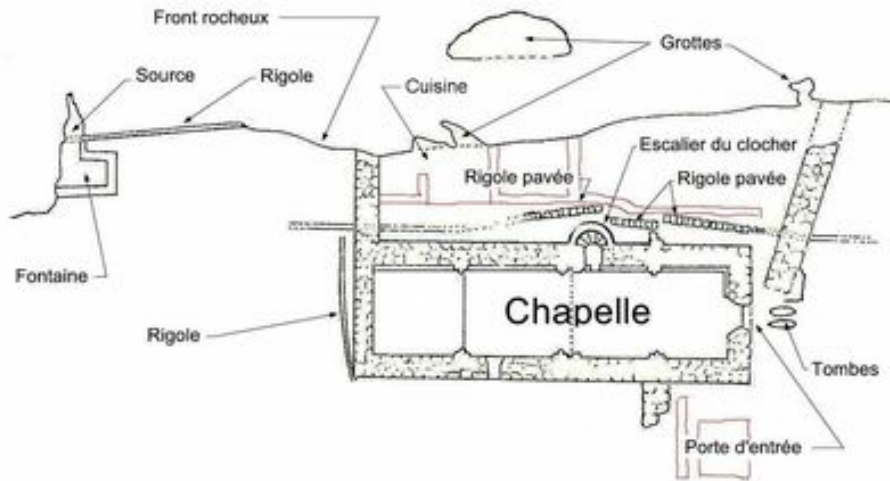 Front rocheux
Grottes
Source
Rigole
Cuisine
Escalier du clocher
Rigole pavée
Rigole pavée
Fontaine
Chapelle
Rigole
Tombes
Porte d'entrée